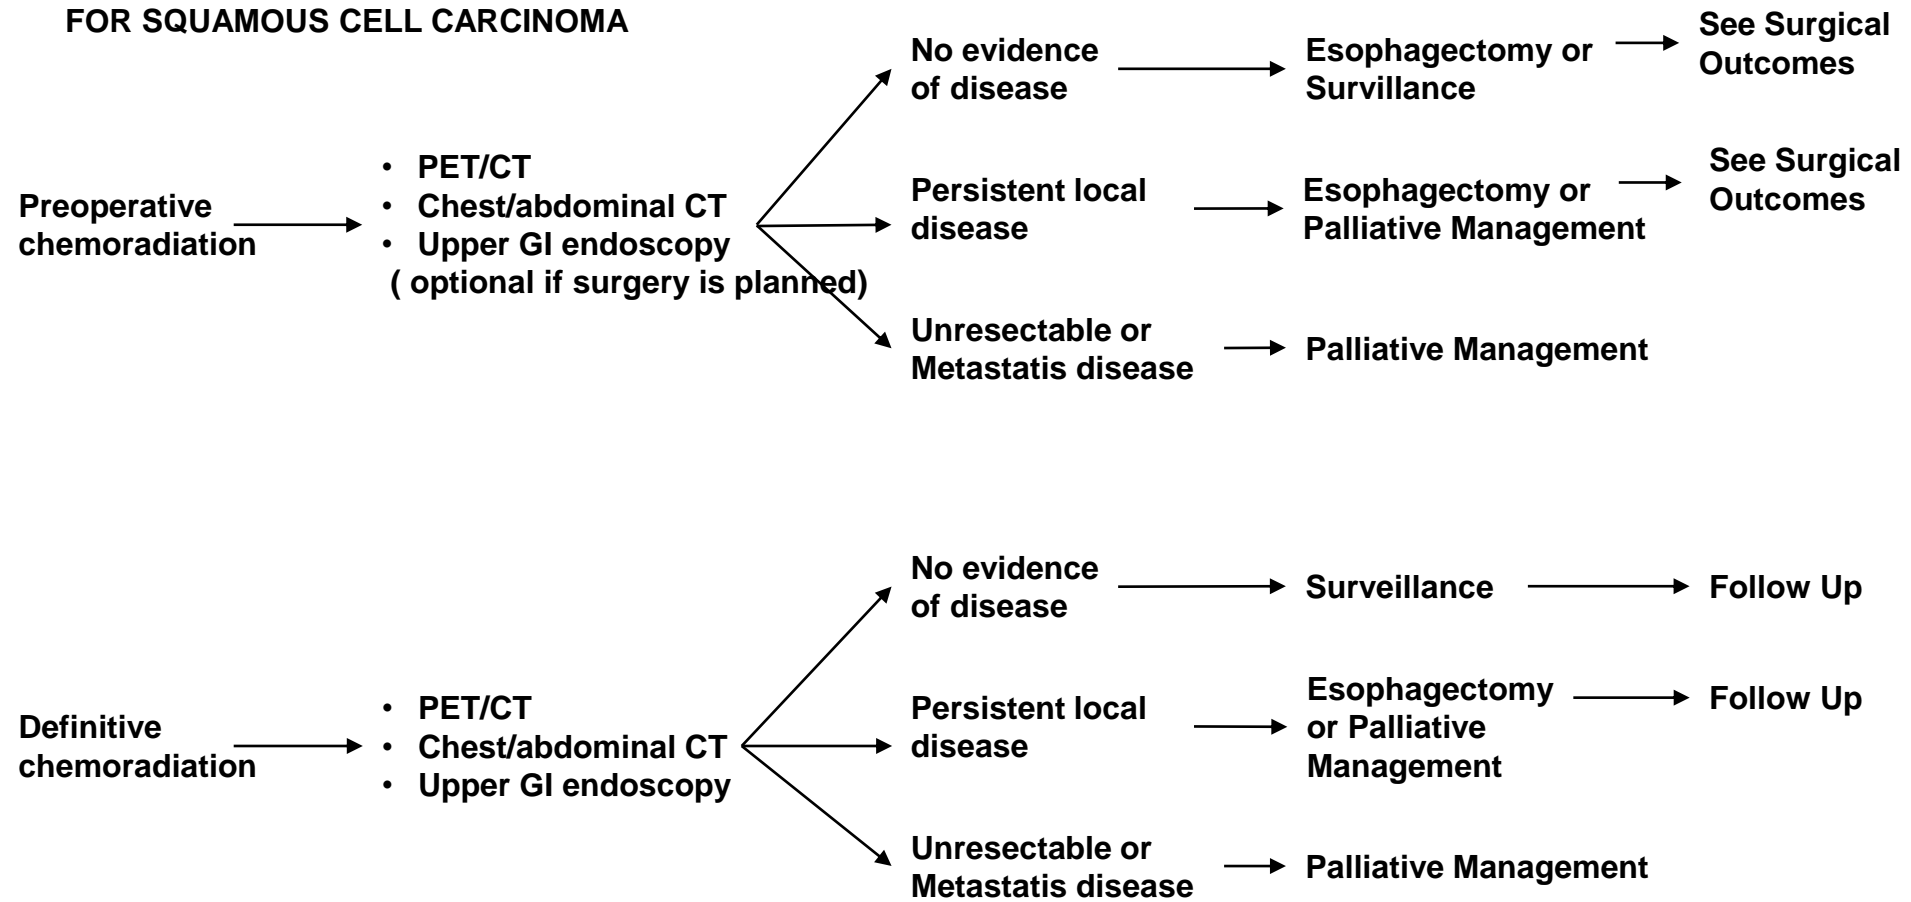 FOR SQUAMOUS CELL CARCINOMA
Preoperative
chemoradiation
• PET/CT
• Chest/abdominal CT
• Upper GI endoscopy
( optional if surgery is planned)
No evidence
of disease
Esophagectomy or
Survillance
See Surgical
Outcomes
Persistent local
disease
Esophagectomy or
Palliative Management
See Surgical
Outcomes
Unresectable or
Metastatis disease
Palliative Management
Definitive
chemoradiation
• PET/CT
• Chest/abdominal CT
• Upper GI endoscopy
No evidence
of disease
Surveillance
Follow Up
Persistent local
disease
Esophagectomy
or Palliative
Management
Follow Up
Unresectable or
Metastatis disease
Palliative Management